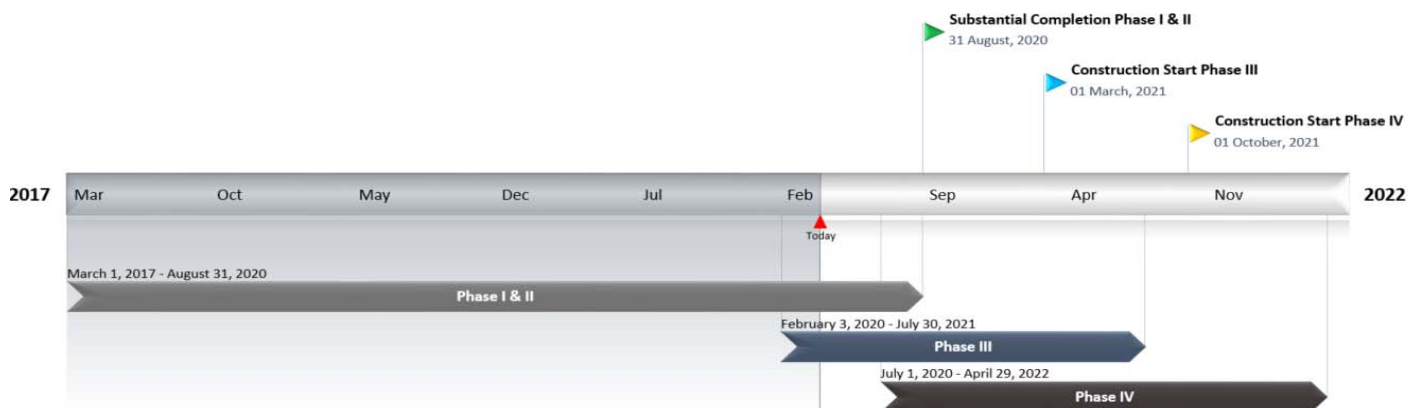 Substantial Completion Phase I & II
31 August, 2020
Construction Start Phase III
01 March, 2021
Construction Start Phase IV
01 October, 2021
2017 Mar Oct May Dec Jul Feb Sep Apr Nov 2022
Today
March 1, 2017 - August 31, 2020
Phase I & II
February 3, 2020 - July 30, 2021
Phase III
July 1, 2020 - April 29, 2022
Phase IV